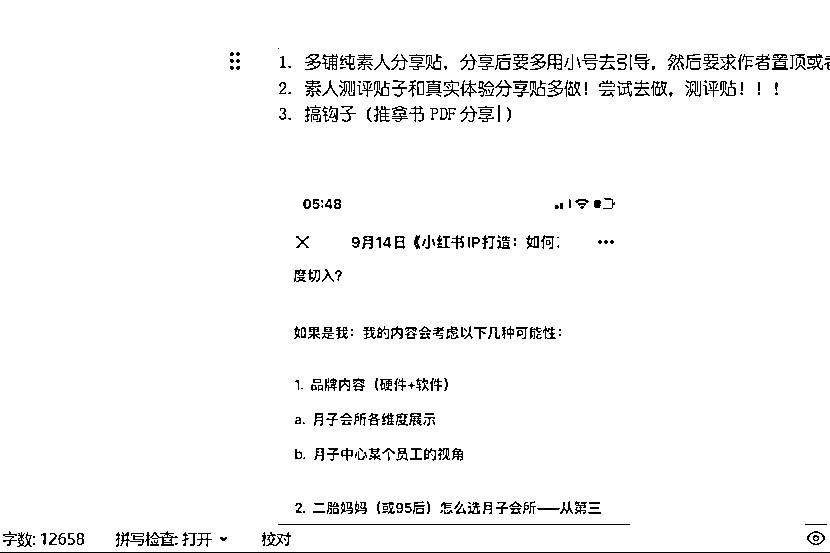 1. 多铺纯素人分享贴，分享后要多用小号去引导，然后要求作者置顶或
2. 素人测评贴子和真实体验分享贴多做！尝试去做，测评贴！！！
3. 搞钩子（推拿书 PDF 分享）
05:48
9月14日《小红书IP打造：如何
度切入？
如果是我：我的内容会考虑以下几种可能性：
1. 品牌内容（硬件+软件）
a. 月子会所各维度展示
b. 月子中心某个员工的视角
2. 二胎妈妈（或95后）怎么选月子会所——从第三
字数: 12658 拼写检查: 打开 校对